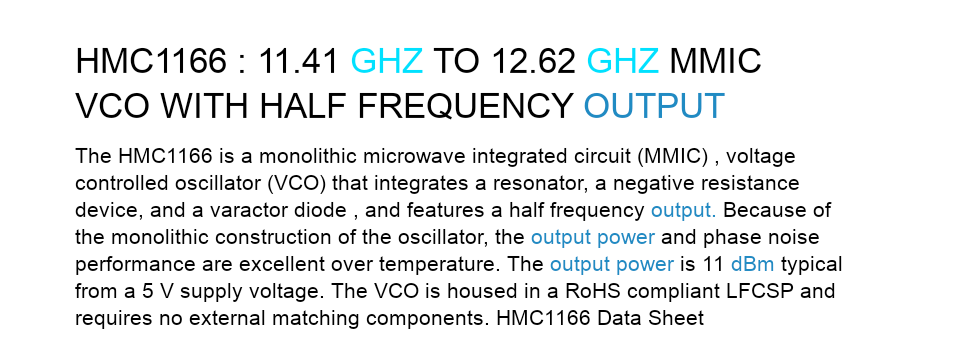 HMC1166 : 11.41 GHZ TO 12.62 GHZ MMIC
VCO WITH HALF FREQUENCY OUTPUT
The HMC1166 is a monolithic microwave integrated circuit (MMIC) , voltage
controlled oscillator (VCO) that integrates a resonator, a negative resistance
device, and a varactor diode , and features a half frequency output. Because of
the monolithic construction of the oscillator, the output power and phase noise
performance are excellent over temperature. The output power is 11 dBm typical
from a 5 V supply voltage. The VCO is housed in a RoHS compliant LFCSP and
requires no external matching components. HMC1166 Data Sheet